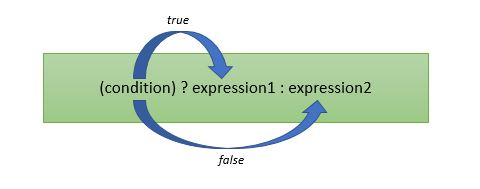 true
(condition) ? expression1 : expression2
false